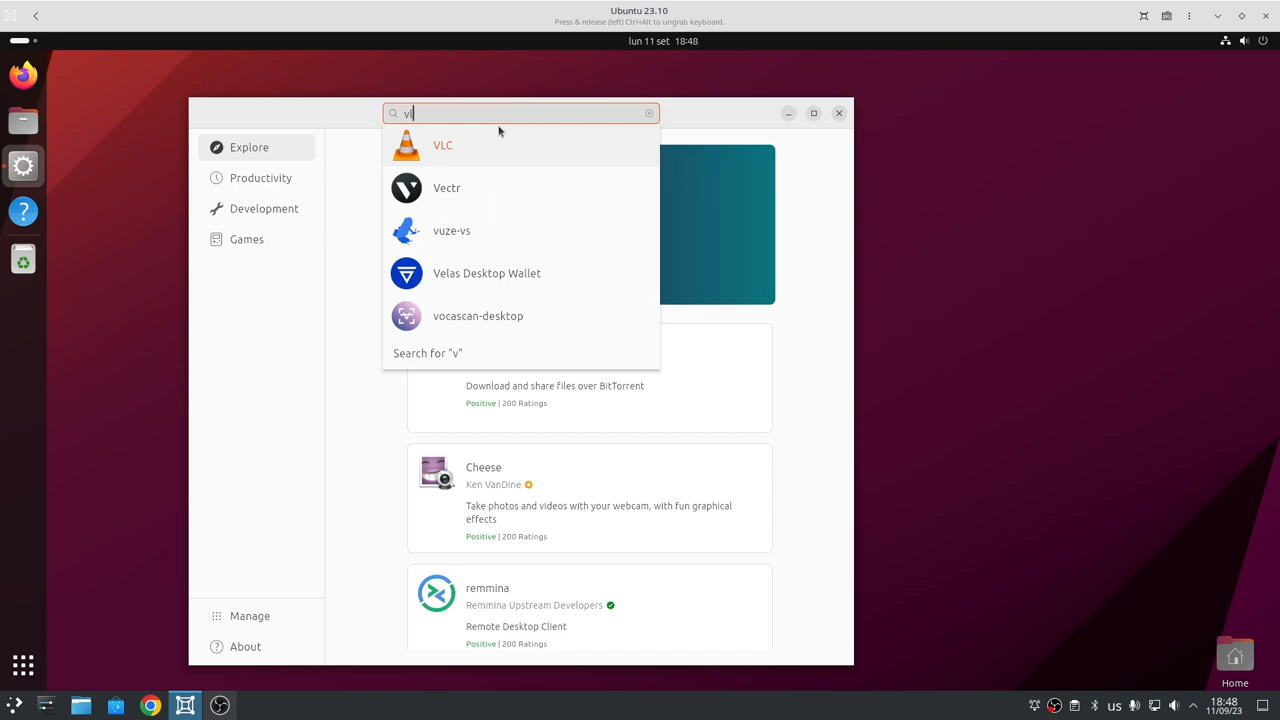 Ubuntu 23.10
Press & release (left) Ctrl+Alt to ungrab keyboard.
lun 11 set 18:48
vl
Explore
Productivity
Development
Games
VLC
Vectr
vuze-vs
Velas Desktop Wallet
vocascan-desktop
Search for "v"
Download and share files over BitTorrent
Positive | 200 Ratings
Cheese
Ken VanDine
Take photos and videos with your webcam, with fun graphical
effects
Positive | 200 Ratings
remmina
Remmina Upstream Developers
Remote Desktop Client
Positive | 200 Ratings
Manage
About
Home
us
18:48
11/09/23